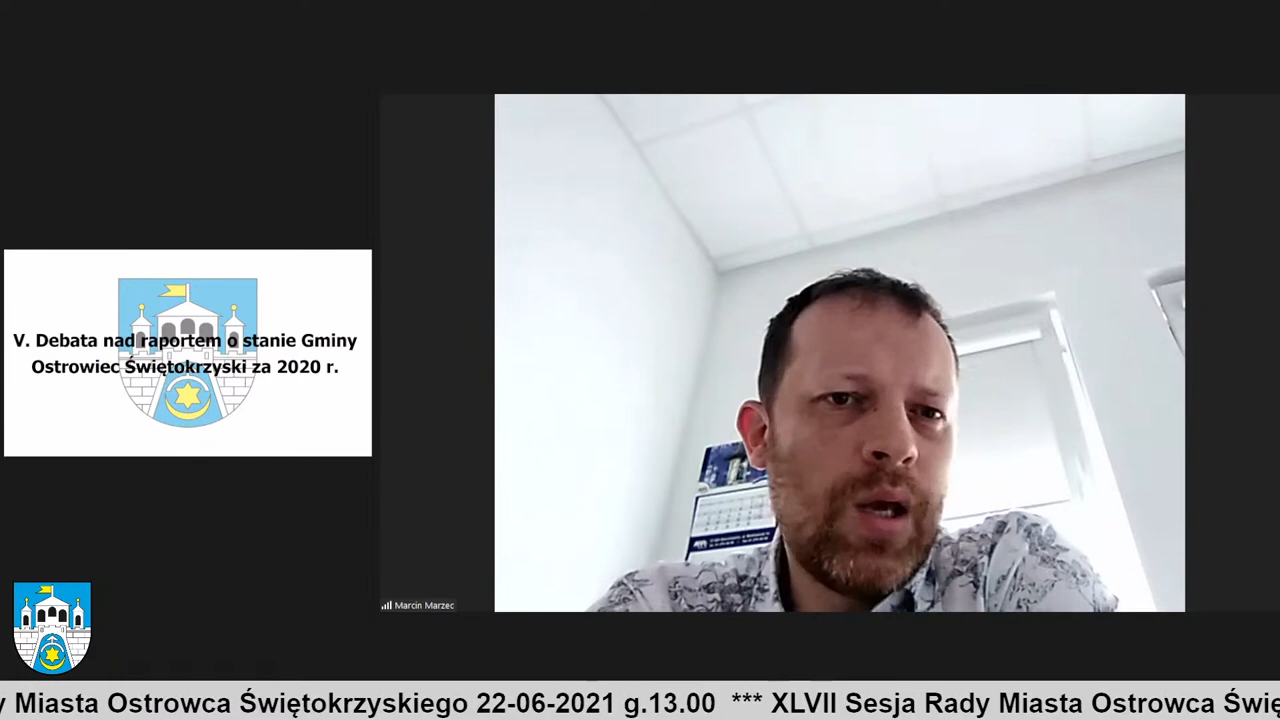 V. Debata nad raportem o stanie Gminy
Ostrowiec Świętokrzyski za 2020 r.
Marcin Marzec
y Miasta Ostrowca Świętokrzyskiego 22-06-2021 g.13.00 *** XLVII Sesja Rady Miasta Ostrowca Świę